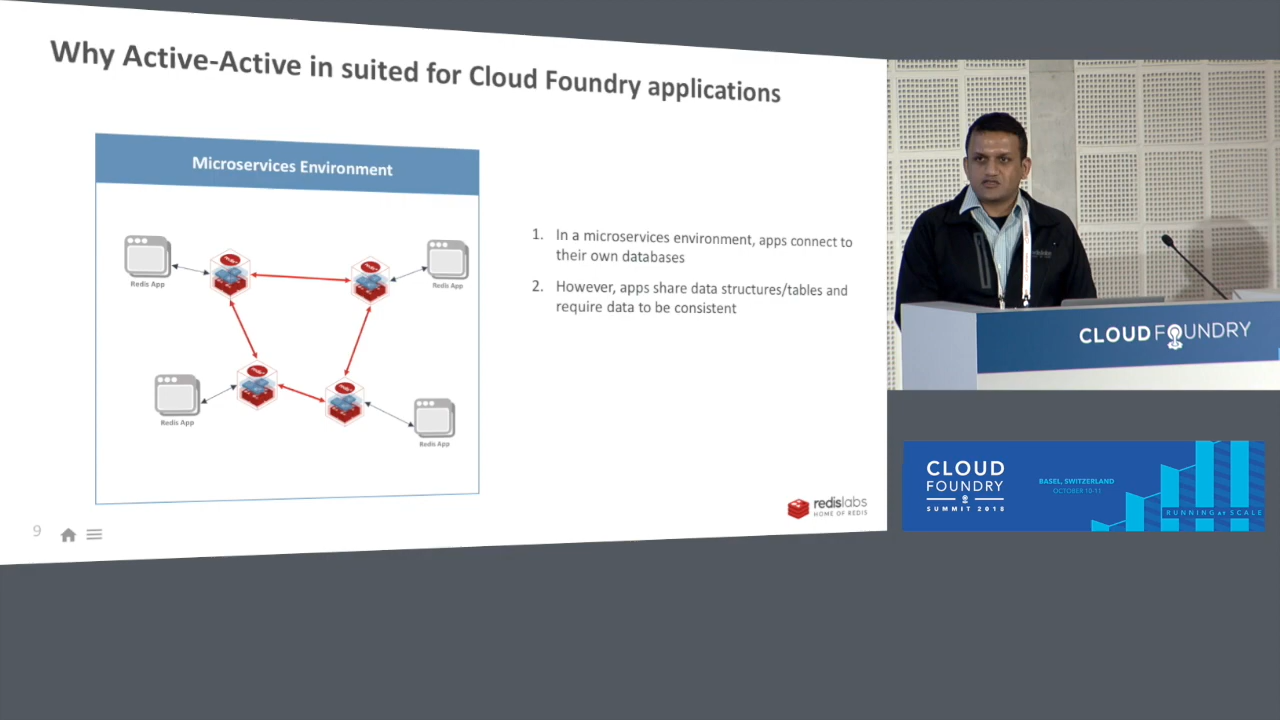 Why Active-Active in suited for Cloud Foundry applications
Microservices Environment
Redis App
Redis App
Redis App
Redis App
1. In a microservices environment, apps connect to
their own databases
2. However, apps share data structures/tables and
require data to be consistent
9
redislabs
HOME OF REDIS
CLOUD FOUNDRY
CLOUD
FOUNDRY
SUMMIT 2018
BASEL, SWITZERLAND
OCTOBER 10-11
RUNNING at SCALE